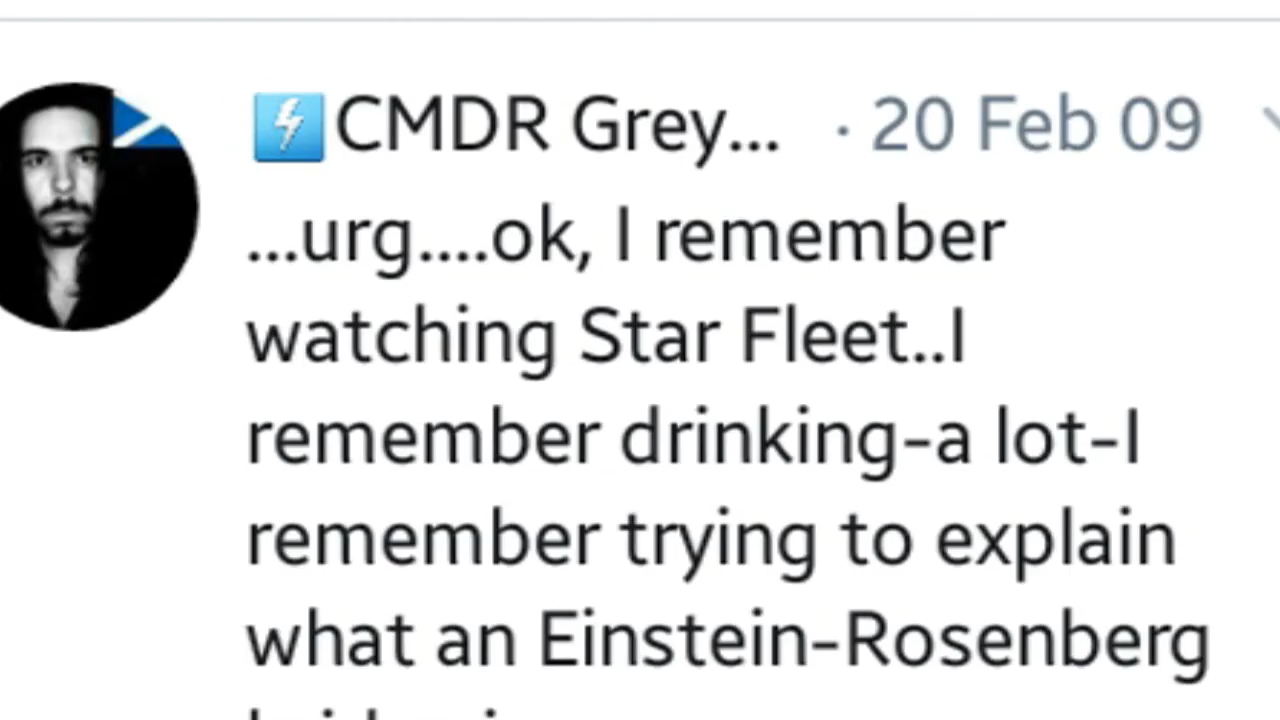 ⚡CMDR Grey... · 20 Feb 09
...urg....ok, I remember
watching Star Fleet..I
remember drinking-a lot-I
remember trying to explain
what an Einstein-Rosenberg